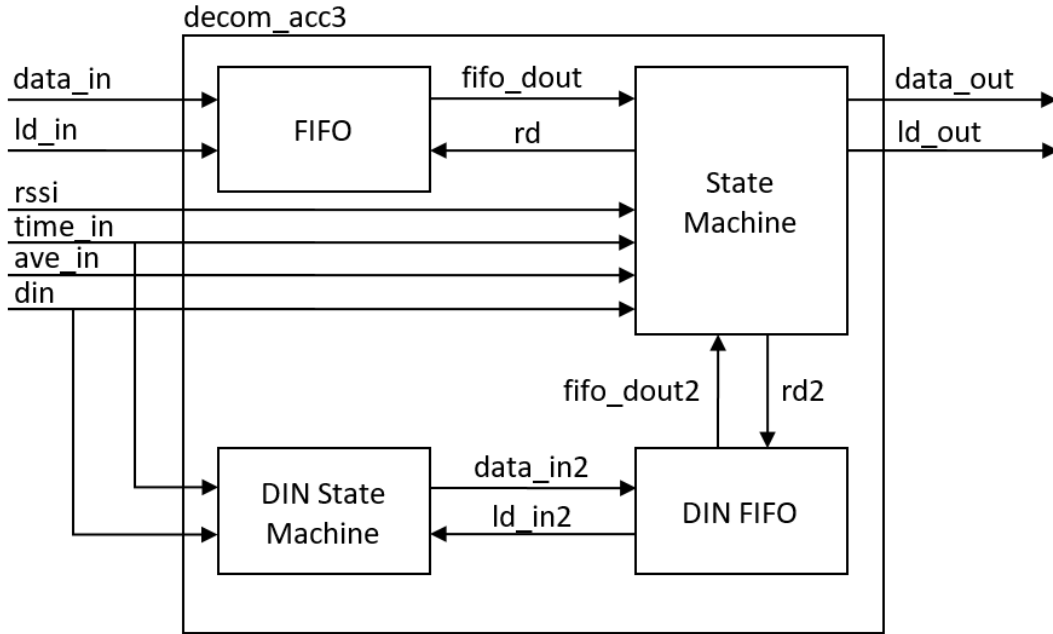 decom_acc3
data_in
fifo_dout
data_out
ld_in
FIFO
rd
ld_out
rssi
State
Machine
time_in
ave_in
din
fifo_dout2
rd2
data_in2
DIN State
Machine
ld_in2
DIN FIFO